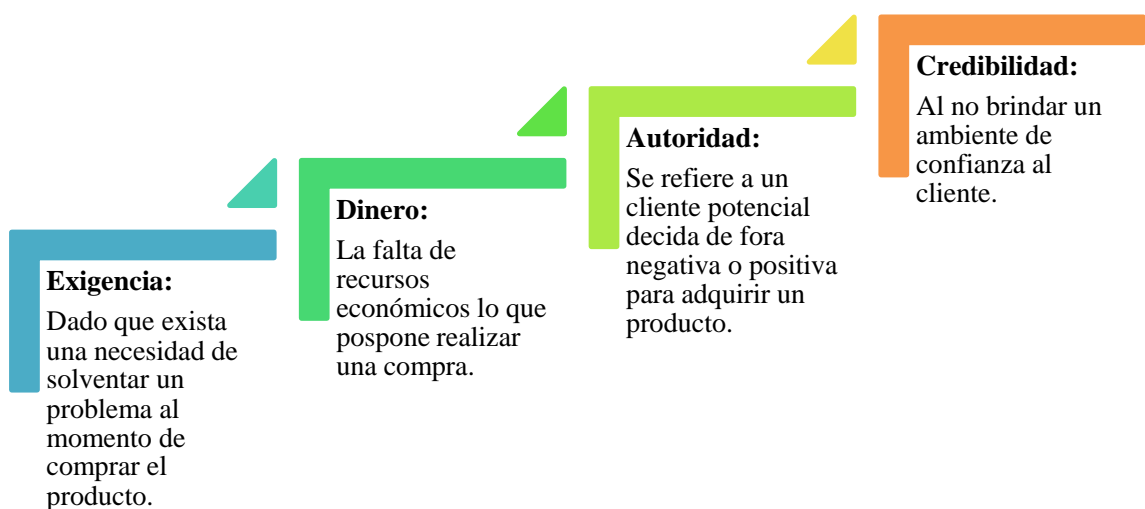 Exigencia:
Dado que exista
una necesidad de
solventar un
problema al
momento de
comprar el
producto.
Dinero:
La falta de
recursos
económicos lo que
pospone realizar
una compra.
Autoridad:
Se refiere a un
cliente potencial
decida de fora
negativa o positiva
para adquirir un
producto.
Credibilidad:
Al no brindar un
ambiente de
confianza al
cliente.